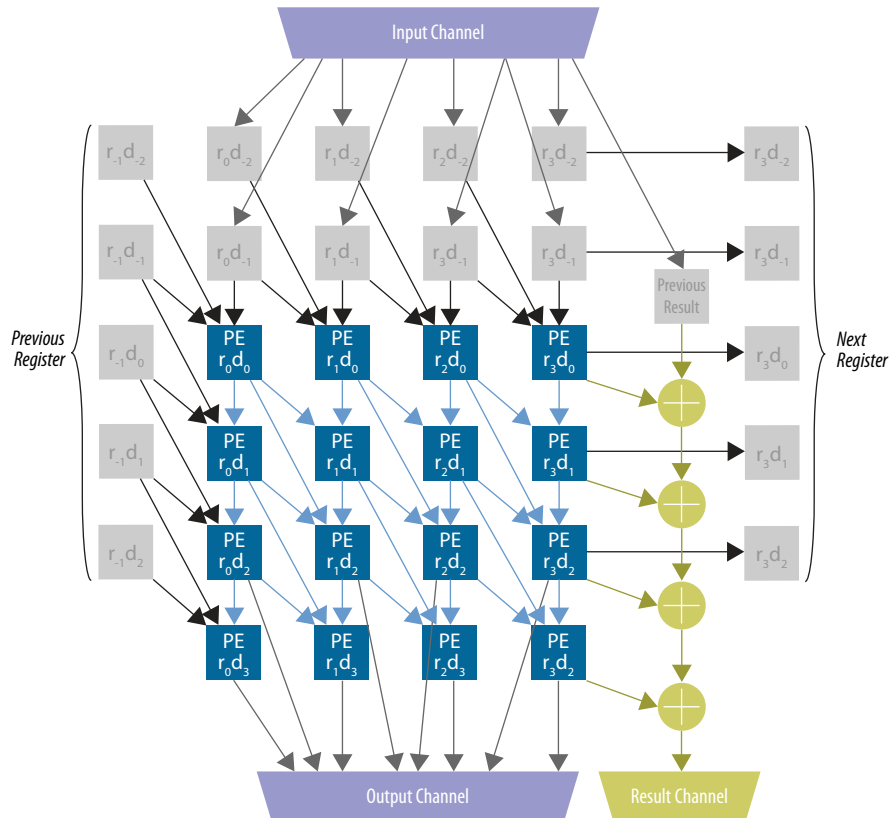 Input Channel
r₋₁d₋₂
r₀d₋₂
r₁d₋₂
r₂d₋₂
r₃d₋₂
r₃d₋₂
r₋₁d₋₁
r₀d₋₁
r₁d₋₁
r₃d₋₁
r₃d₋₁
r₃d₋₁
Previous
Result
Previous
Register
r₋₁d₀
PE
r₀d₀
PE
r₁d₀
PE
r₂d₀
PE
r₃d₀
r₃d₀
Next
Register
r₋₁d₁
PE
r₀d₁
PE
r₁d₁
PE
r₂d₁
PE
r₃d₁
r₃d₁
r₋₁d₂
PE
r₀d₂
PE
r₁d₂
PE
r₂d₂
PE
r₃d₂
r₃d₂
PE
r₀d₃
PE
r₁d₃
PE
r₂d₃
PE
r₃d₂
Output Channel
Result Channel